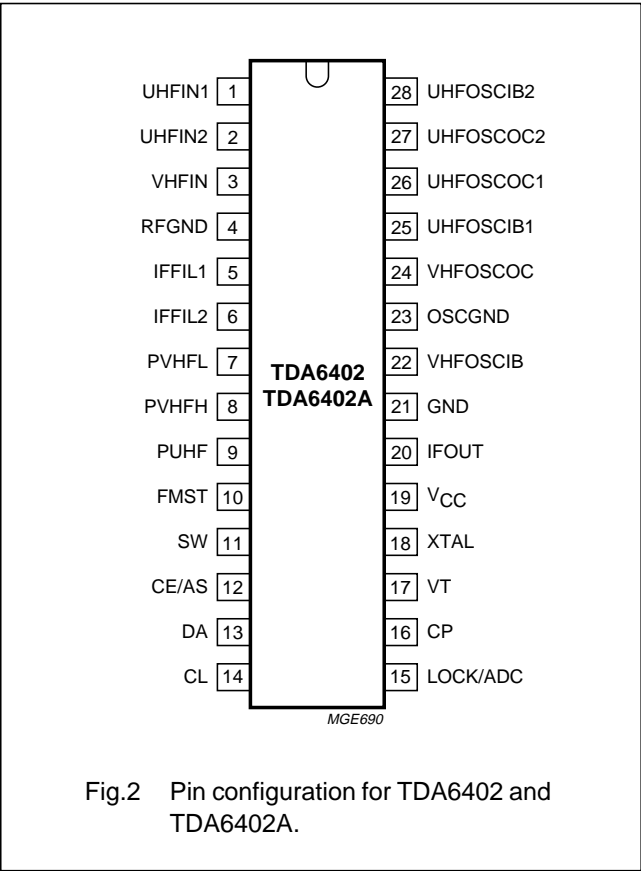 UHFIN1 1 28 UHFOSCIB2
UHFIN2 2 27 UHFOSCOC2
VHFIN 3 26 UHFOSCOC1
RFGND 4 25 UHFOSCIB1
IFFIL1 5 24 VHFOSCOC
IFFIL2 6 23 OSCGND
PVHFL 7 22 VHFOSCIB
TDA6402
TDA6402A
PVHFH 8 21 GND
PUHF 9 20 IFOUT
FMST 10 19 VCC
SW 11 18 XTAL
CE/AS 12 17 VT
DA 13 16 CP
CL 14 15 LOCK/ADC
MGE690
Fig.2 Pin configuration for TDA6402 and
TDA6402A.